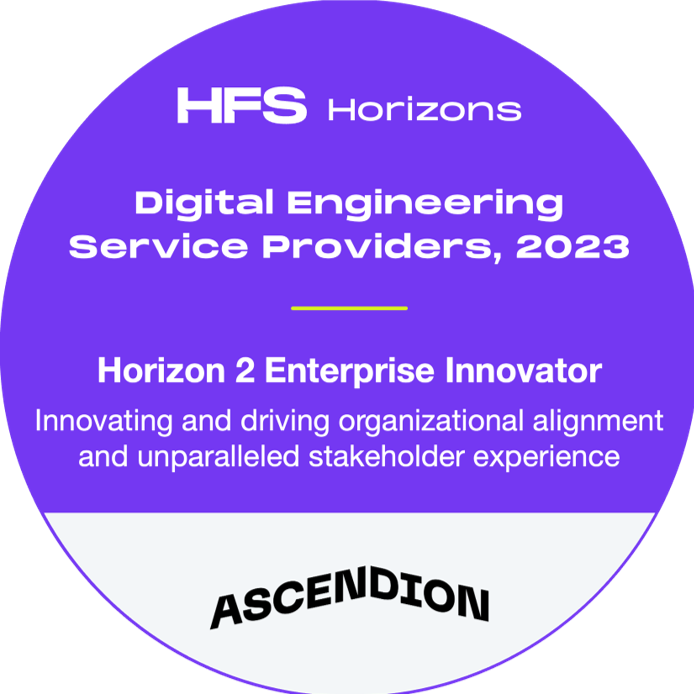 HFS Horizons
Digital Engineering
Service Providers, 2023
Horizon 2 Enterprise Innovator
Innovating and driving organizational alignment
and unparalleled stakeholder experience
ASCENDION